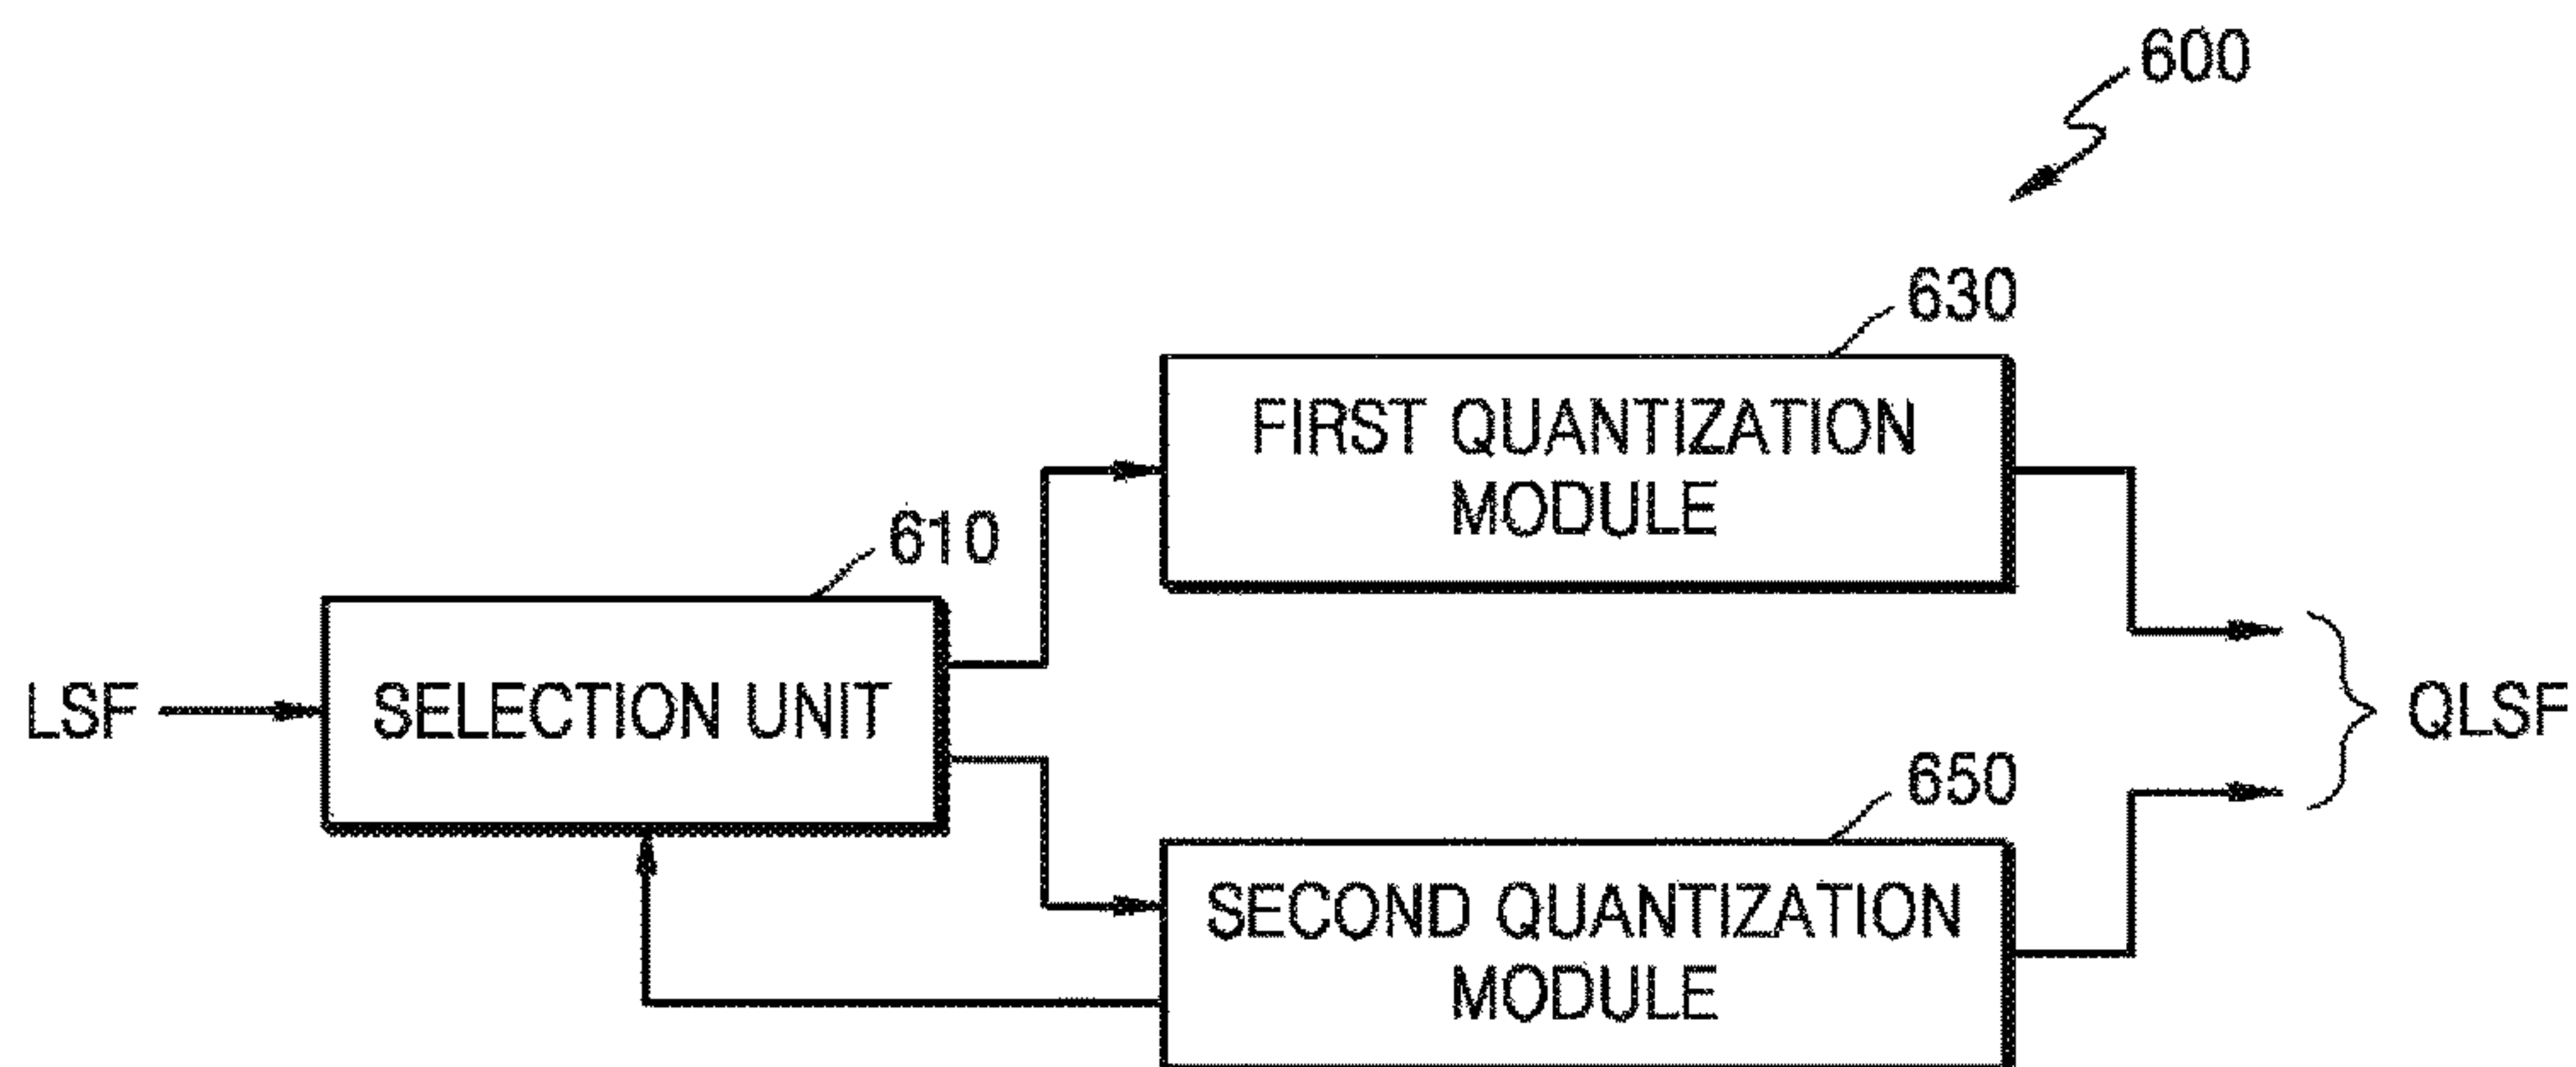 600
630
FIRST QUANTIZATION
MODULE
610
LSF
SELECTION UNIT
QLSF
650
SECOND QUANTIZATION
MODULE